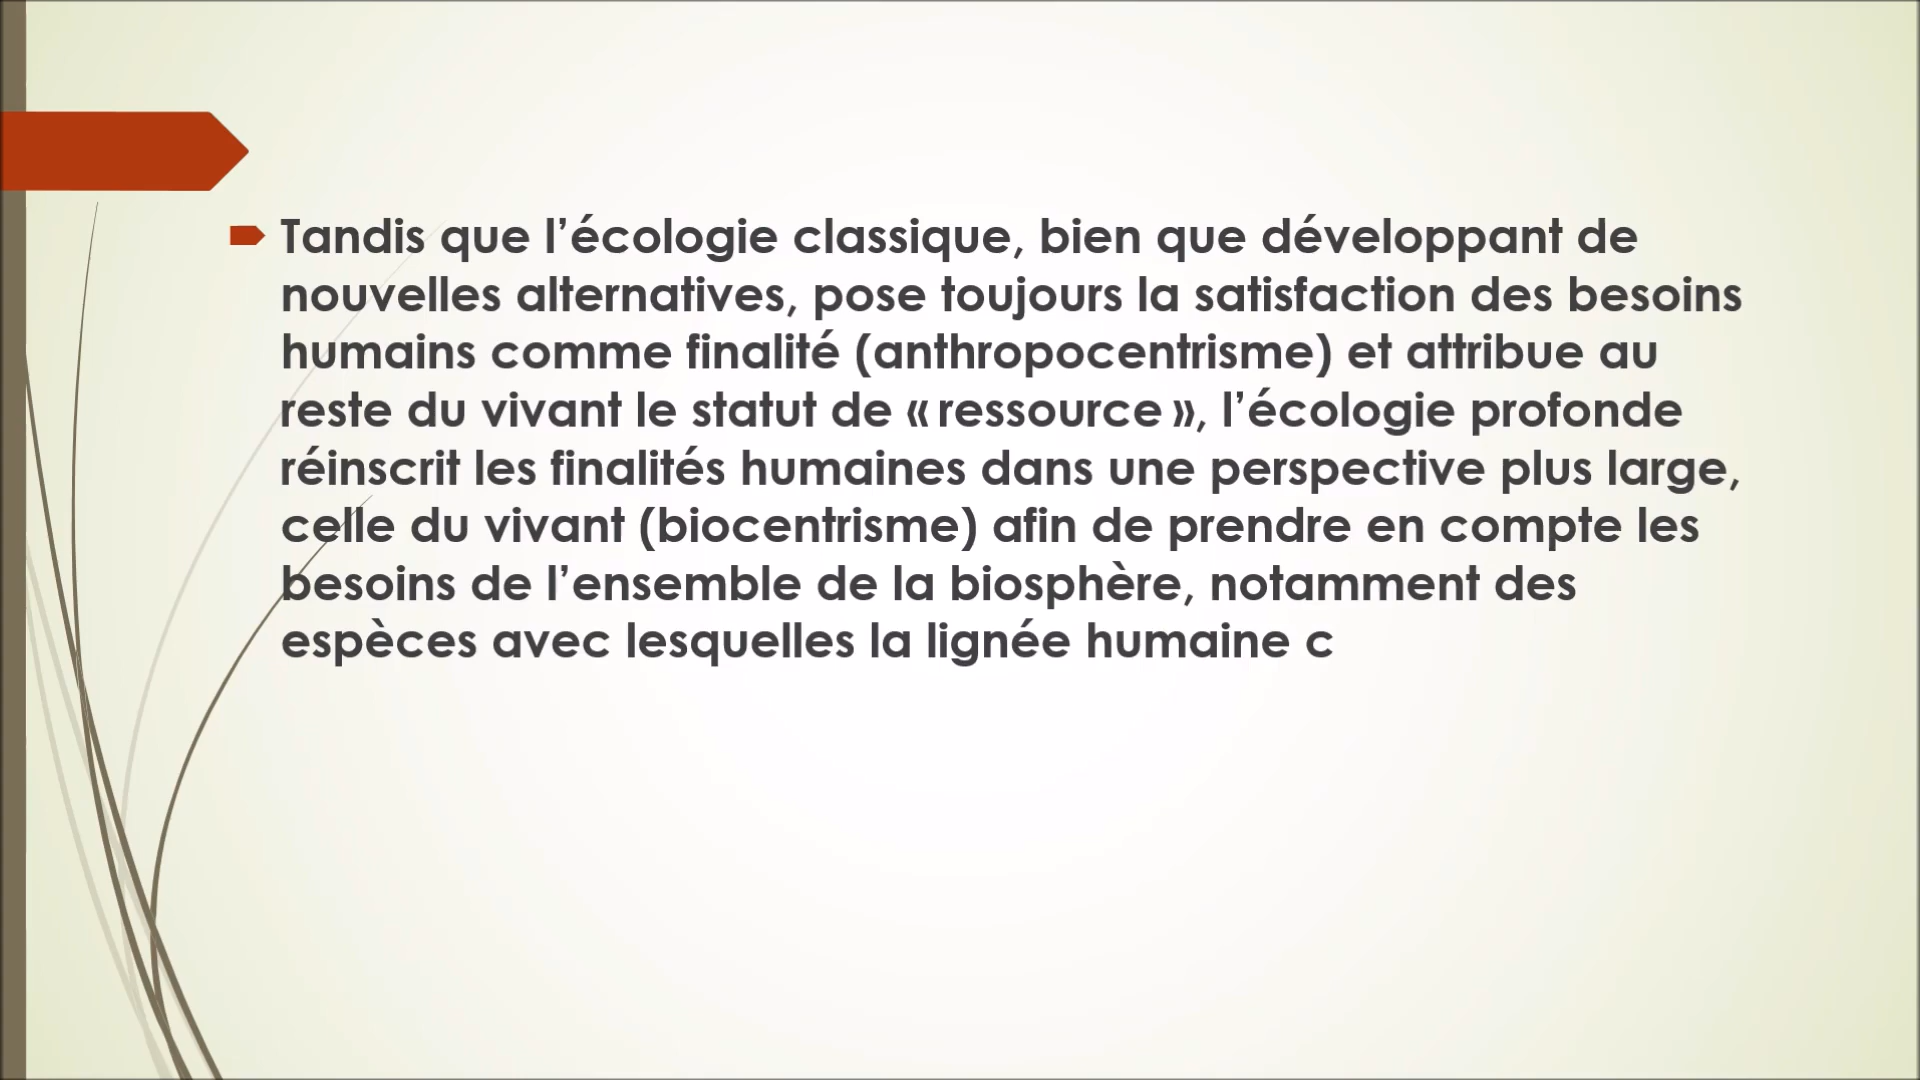 Tandis que l’écologie classique, bien que développant de
nouvelles alternatives, pose toujours la satisfaction des besoins
humains comme finalité (anthropocentrisme) et attribue au
reste du vivant le statut de « ressource », l’écologie profonde
réinscrit les finalités humaines dans une perspective plus large,
celle du vivant (biocentrisme) afin de prendre en compte les
besoins de l’ensemble de la biosphère, notamment des
espèces avec lesquelles la lignée humaine c